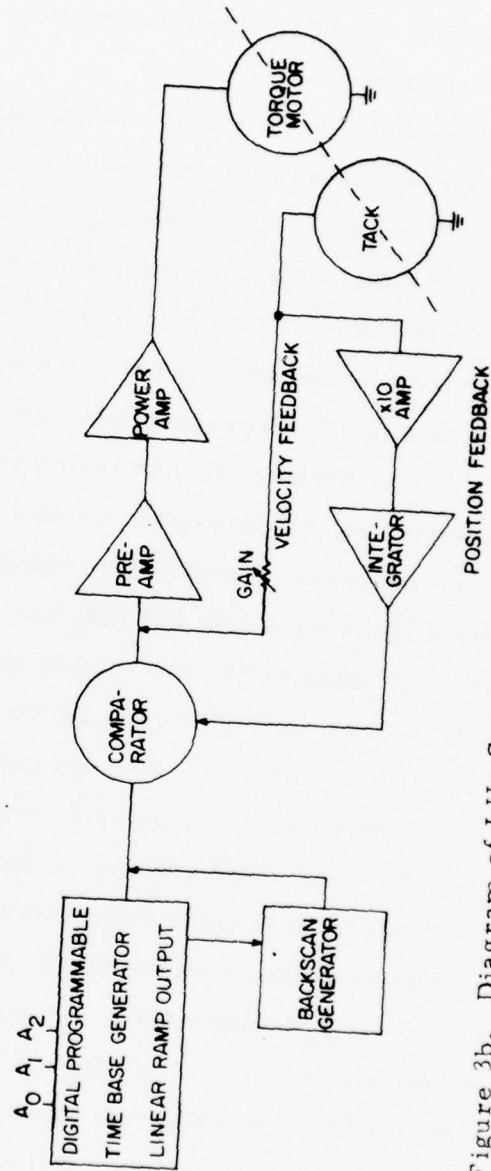 A0 A1 A2
DIGITAL PROGRAMMABLE
TIME BASE GENERATOR
LINEAR RAMP OUTPUT
BACKSCAN
GENERATOR
COMPA-
RATOR
PRE-
AMP
POWER
AMP
TORQUE
MOTOR
GAIN
VELOCITY FEEDBACK
TACK
INTE-
GRATOR
x10
AMP
POSITION FEEDBACK
Figure 3b. Diagram of